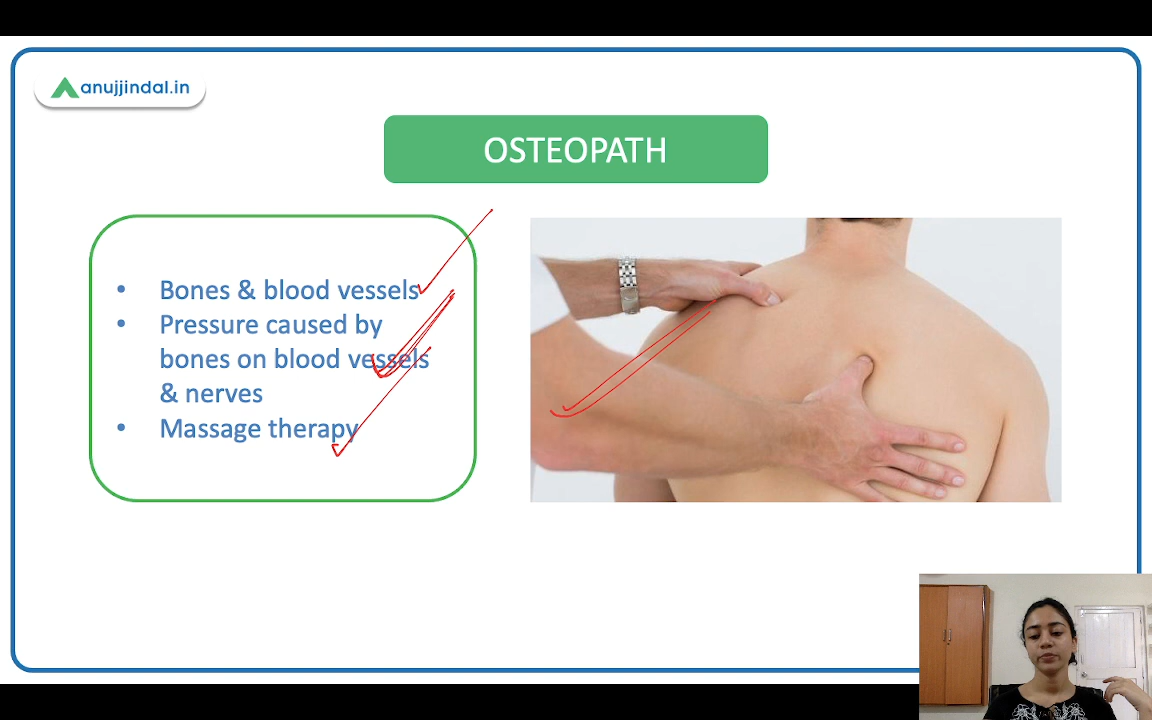 anujjindal.in
OSTEOPATH
• Bones & blood vessels
• Pressure caused by
bones on blood vessels
& nerves
• Massage therapy